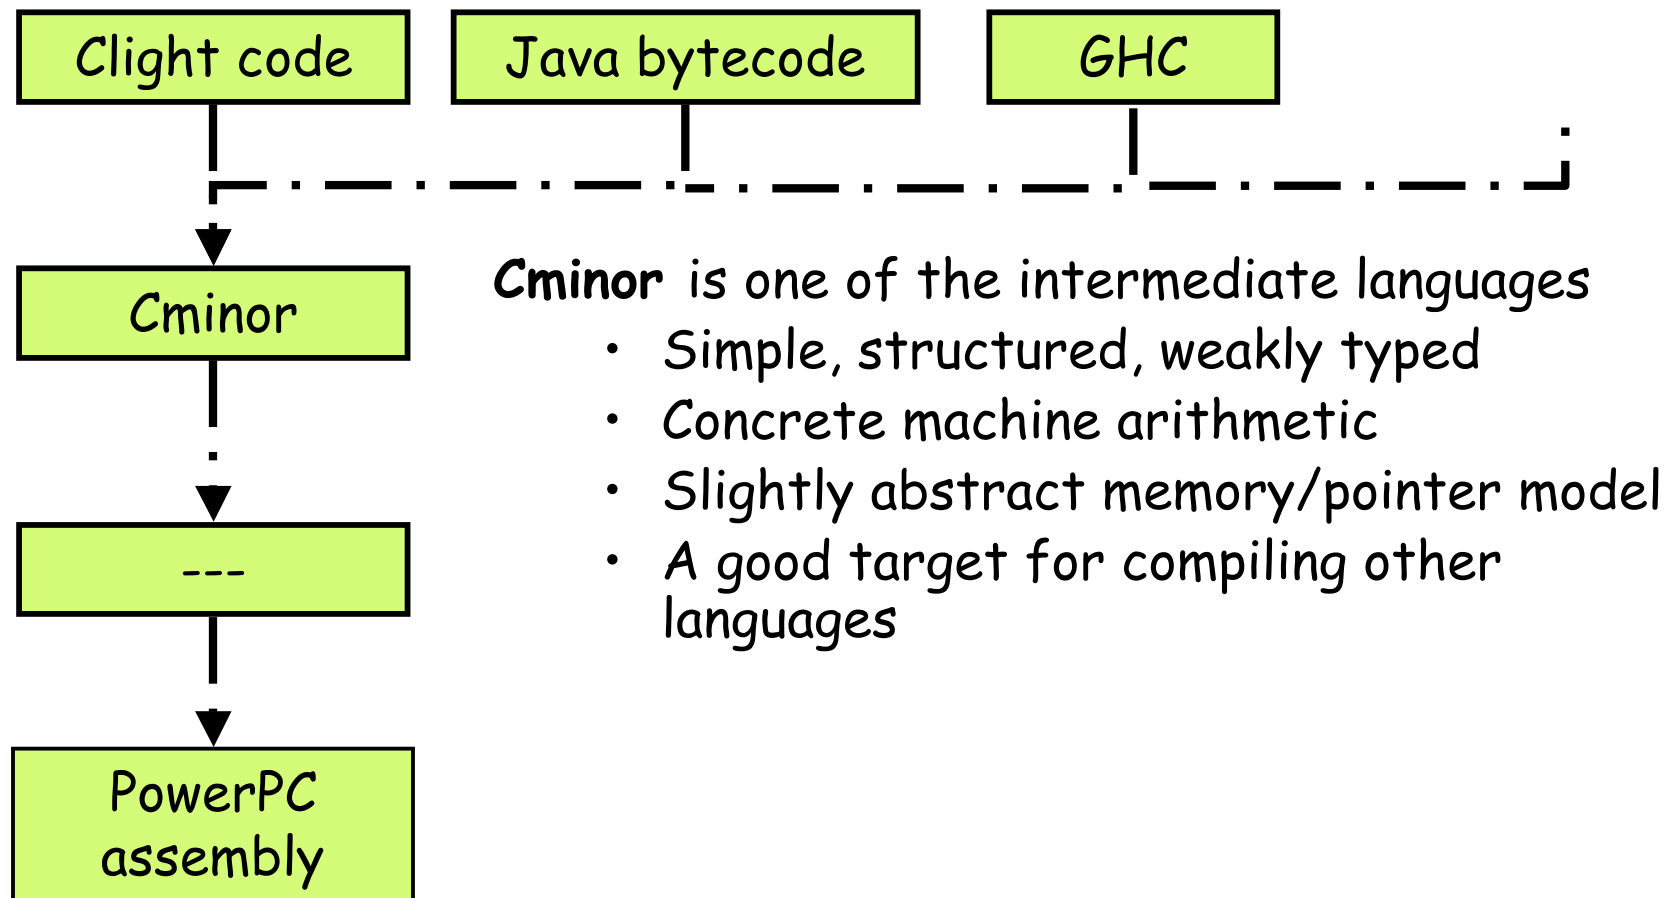 Clight code
Java bytecode
GHC
Cminor
Cminor is one of the intermediate languages
• Simple, structured, weakly typed
• Concrete machine arithmetic
• Slightly abstract memory/pointer model
• A good target for compiling other
languages
---
PowerPC
assembly